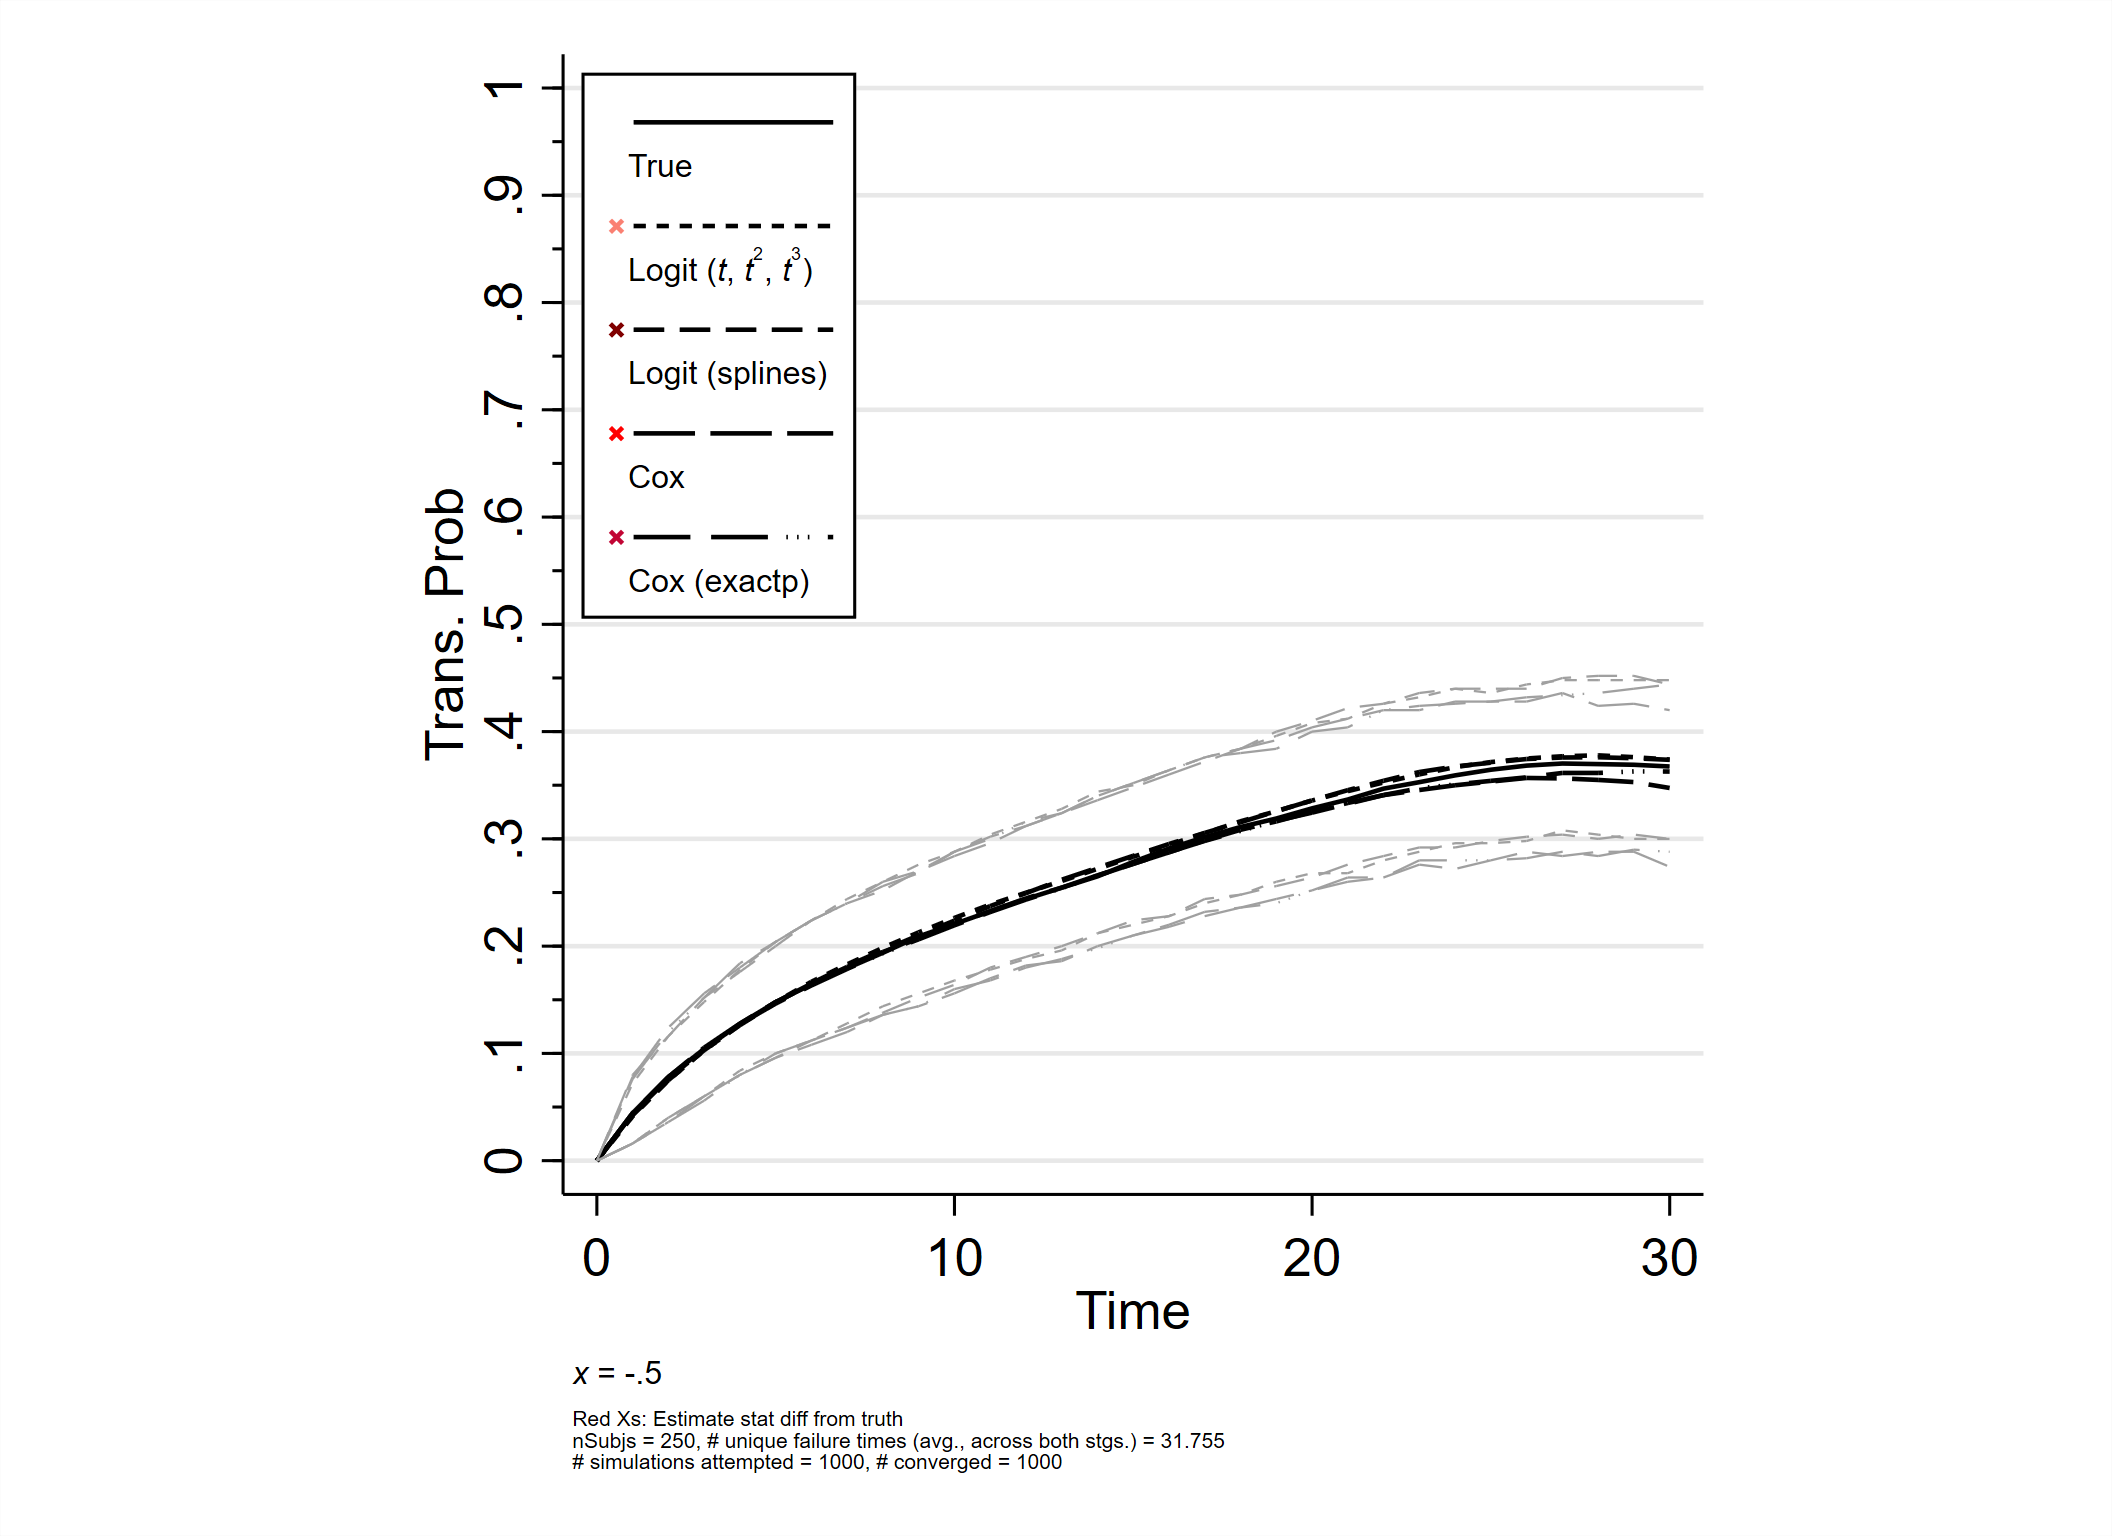 1
.9
.8
.7
.6
.5
.4
.3
.2
.1
0
Trans. Prob
True
Logit (t, t², t³)
Logit (splines)
Cox
Cox (exactp)
0 10 20 30
Time
x = -.5
Red Xs: Estimate stat diff from truth
nSubjs = 250, # unique failure times (avg., across both stgs.) = 31.755
# simulations attempted = 1000, # converged = 1000